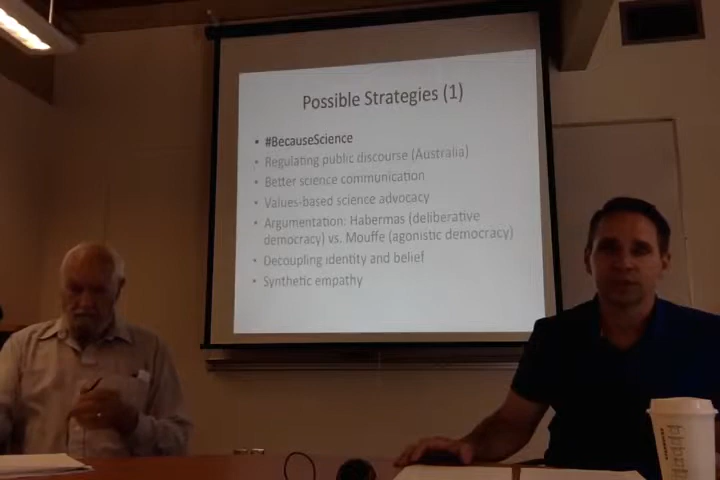 Possible Strategies (1)
• #BecauseScience
• Regulating public discourse (Australia)
• Better science communication
• Values-based science advocacy
• Argumentation: Habermas (deliberative
democracy) vs. Mouffe (agonistic democracy)
• Decoupling identity and belief
• Synthetic empathy